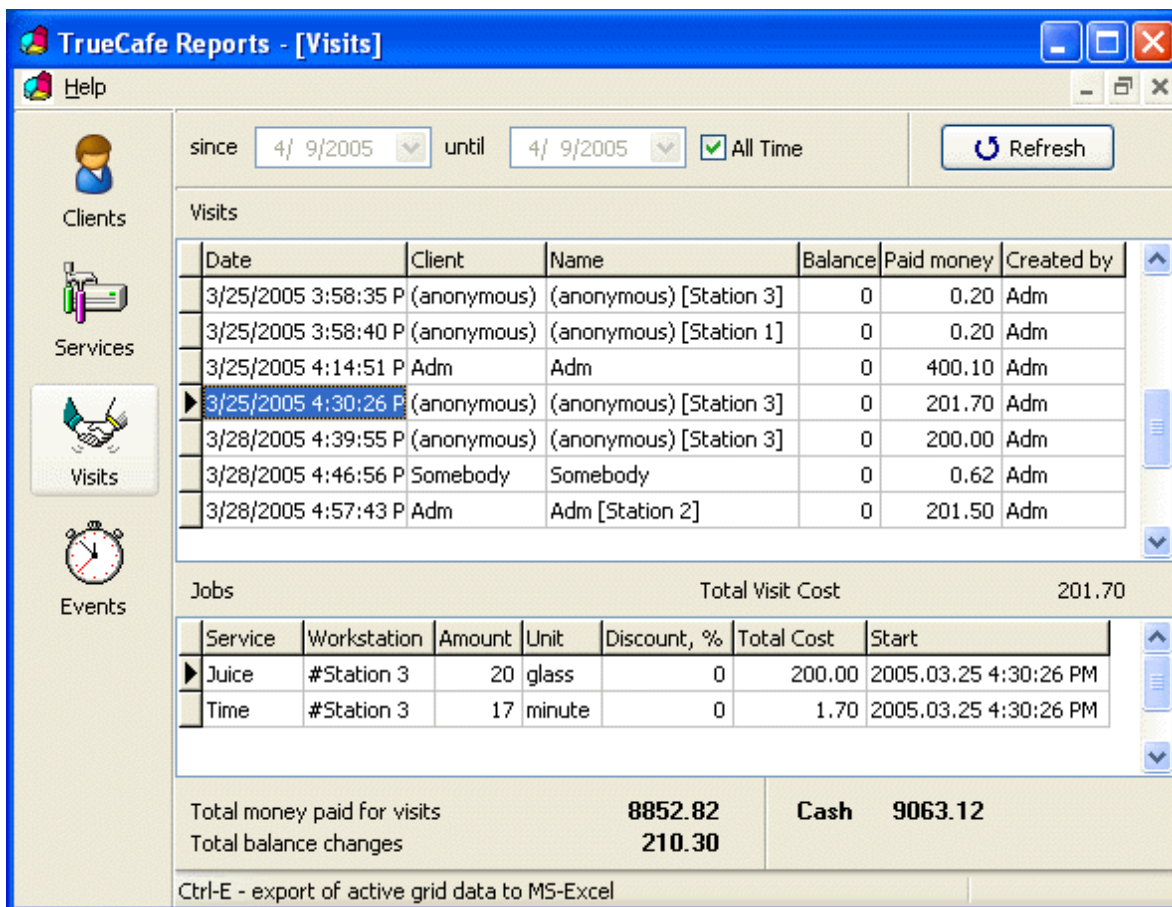 TrueCafe Reports - [Visits]
Help
since 4/ 9/2005 until 4/ 9/2005 All Time Refresh
Clients
Services
Visits
Events
Visits
Date Client Name Balance Paid money Created by
3/25/2005 3:58:35 P (anonymous) (anonymous) [Station 3] 0 0.20 Adm
3/25/2005 3:58:40 P (anonymous) (anonymous) [Station 1] 0 0.20 Adm
3/25/2005 4:14:51 P Adm Adm 0 400.10 Adm
3/25/2005 4:30:26 P (anonymous) (anonymous) [Station 3] 0 201.70 Adm
3/28/2005 4:39:55 P (anonymous) (anonymous) [Station 3] 0 200.00 Adm
3/28/2005 4:46:56 P Somebody Somebody 0 0.62 Adm
3/28/2005 4:57:43 P Adm Adm [Station 2] 0 201.50 Adm
Jobs Total Visit Cost 201.70
Service Workstation Amount Unit Discount, % Total Cost Start
Juice #Station 3 20 glass 0 200.00 2005.03.25 4:30:26 PM
Time #Station 3 17 minute 0 1.70 2005.03.25 4:30:26 PM
Total money paid for visits 8852.82 Cash 9063.12
Total balance changes 210.30
Ctrl-E - export of active grid data to MS-Excel